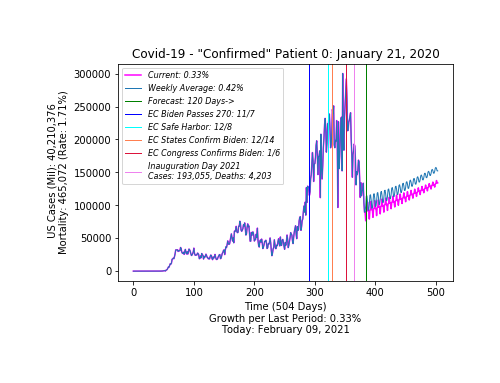 Covid-19 - "Confirmed" Patient 0: January 21, 2020
Current: 0.33%
Weekly Average: 0.42%
Forecast: 120 Days->
EC Biden Passes 270: 11/7
EC Safe Harbor: 12/8
EC States Confirm Biden: 12/14
EC Congress Confirms Biden: 1/6
Inauguration Day 2021
Cases: 193,055, Deaths: 4,203
US Cases (Mil): 40,210,376
Mortality: 465,072 (Rate: 1.71%)
300000
250000
200000
150000
100000
50000
0
0 100 200 300 400 500
Time (504 Days)
Growth per Last Period: 0.33%
Today: February 09, 2021